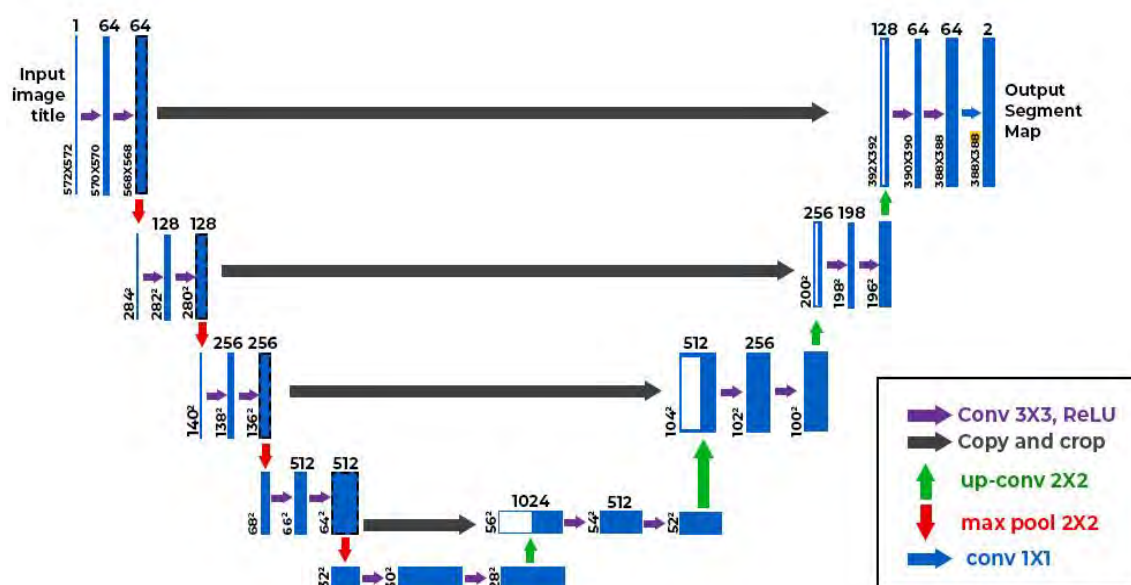 1 64 64
128 64 64 2
Input
image
title
572X572
570X570
568X568
392X392
390X390
388X388
388X388
Output
Segment
Map
128 128
284²
282²
280²
256 198
200²
198²
196²
256 256
140²
138²
136²
512 256
104²
102²
100²
512 512
68²
66²
64²
1024 512
56²
54²
52²
Conv 3X3, ReLU
Copy and crop
up-conv 2X2
max pool 2X2
conv 1X1